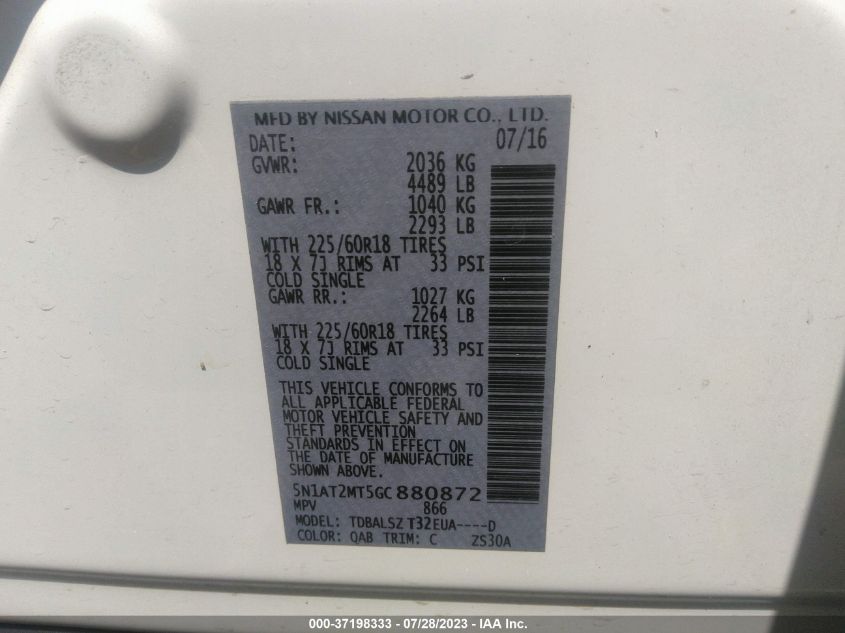 MFD BY NISSAN MOTOR CO., LTD.
DATE: 07/16
GVWR: 2036 KG
4489 LB
GAWR FR.: 1040 KG
2293 LB
WITH 225/60R18 TIRES
18 X 7J RIMS AT 33 PSI
COLD SINGLE
GAWR RR.: 1027 KG
2264 LB
WITH 225/60R18 TIRES
18 X 7J RIMS AT 33 PSI
COLD SINGLE
THIS VEHICLE CONFORMS TO
ALL APPLICABLE FEDERAL
MOTOR VEHICLE SAFETY AND
THEFT PREVENTION
STANDARDS IN EFFECT ON
THE DATE OF MANUFACTURE
SHOWN ABOVE.
5N1AT2MT5GC880872
MPV 866
MODEL: TDBALSZ T32EUA----D
COLOR: QAB TRIM: C ZS30A
000-37198333 - 07/28/2023 - IAA Inc.